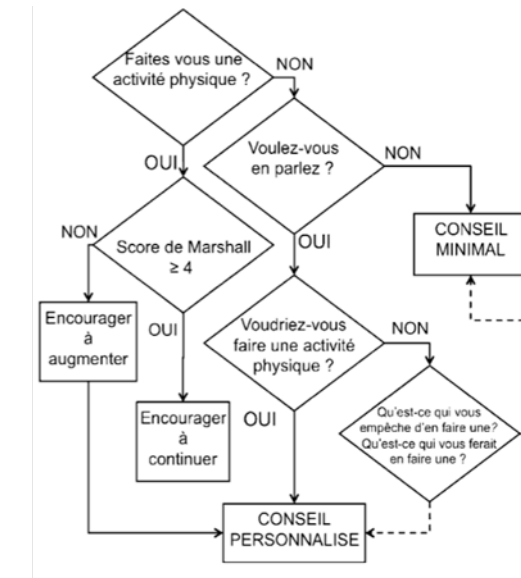 Faites vous une
activité physique ?
NON
OUI
Voulez-vous
en parlez ?
NON
CONSEIL
MINIMAL
NON
Score de Marshall
≥ 4
OUI
Encourager
à
augmenter
OUI
Voudriez-vous
faire une activité
physique ?
NON
Encourager
à
continuer
OUI
Qu'est-ce qui vous
empêche d'en faire une?
Qu'est-ce qui vous ferait
en faire une ?
CONSEIL
PERSONNALISE